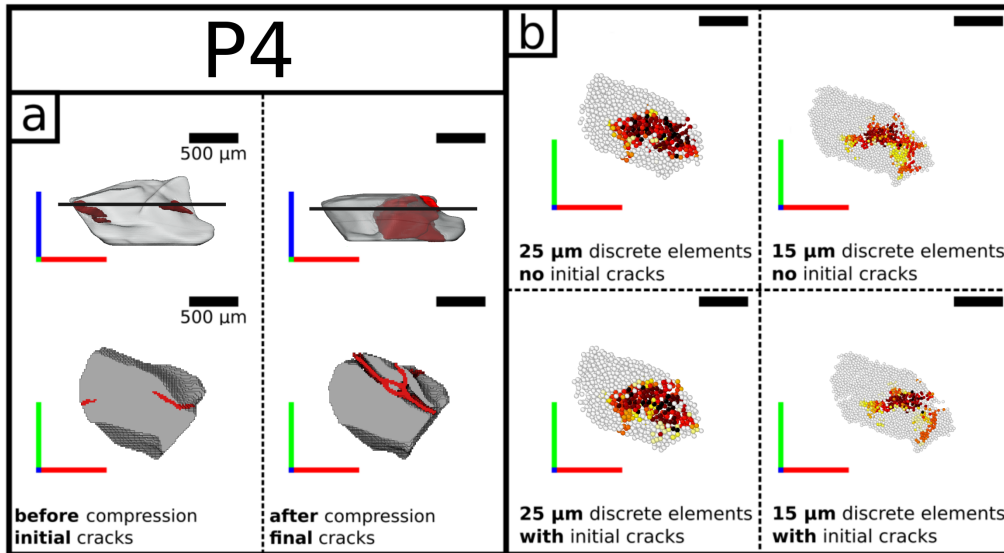 P4
a
500 μm
500 μm
before compression
initial cracks
after compression
final cracks
b
25 μm discrete elements
no initial cracks
15 μm discrete elements
no initial cracks
25 μm discrete elements
with initial cracks
15 μm discrete elements
with initial cracks